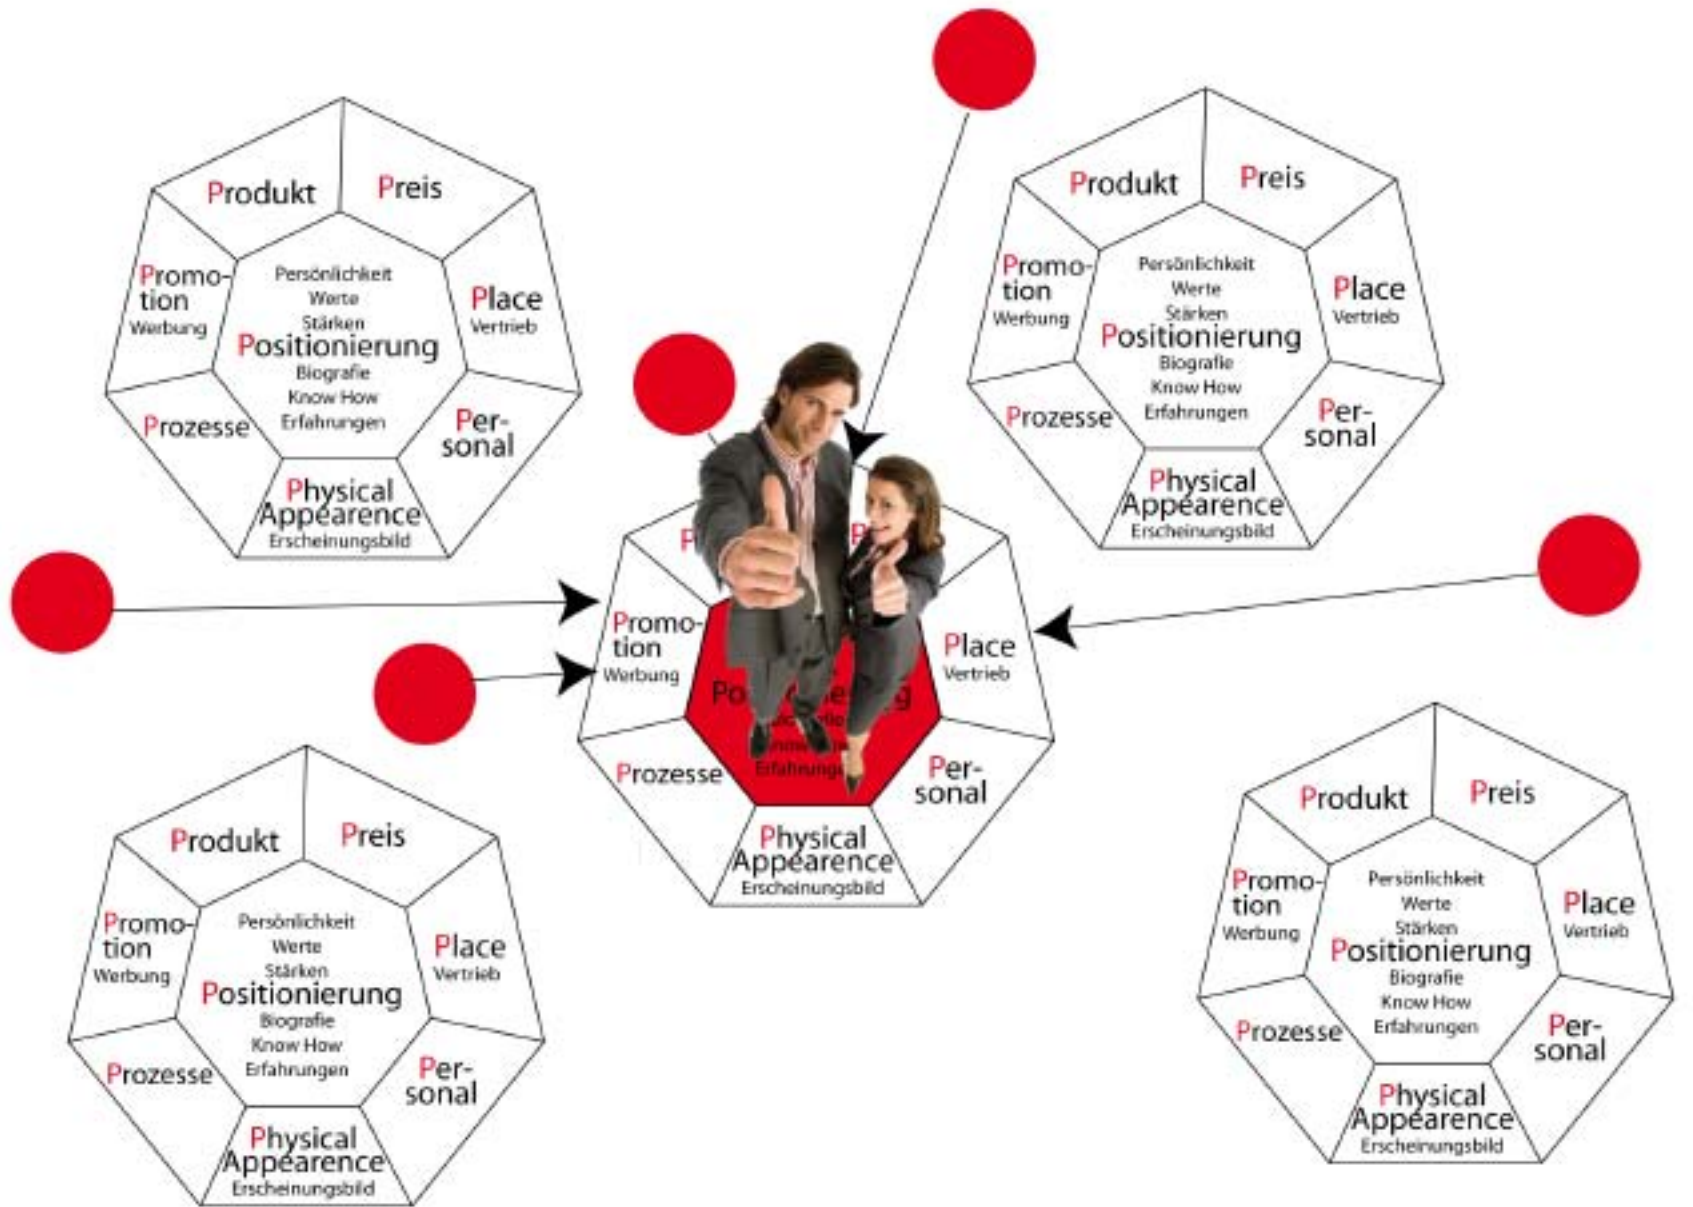 Produkt
Preis
Promo-
tion
Werbung
Persönlichkeit
Werte
Stärken
Positionierung
Biografie
Know How
Erfahrungen
Place
Vertrieb
Prozesse
Per-
sonal
Physical
Appearence
Erscheinungsbild
Produkt
Preis
Promo-
tion
Werbung
Persönlichkeit
Werte
Stärken
Positionierung
Biografie
Know How
Erfahrungen
Place
Vertrieb
Prozesse
Per-
sonal
Physical
Appearence
Erscheinungsbild
P
P
Promo-
tion
Werbung
Place
Vertrieb
Prozesse
Per-
sonal
Physical
Appearence
Erscheinungsbild
Produkt
Preis
Promo-
tion
Werbung
Persönlichkeit
Werte
Stärken
Positionierung
Biografie
Know How
Erfahrungen
Place
Vertrieb
Prozesse
Per-
sonal
Physical
Appearence
Erscheinungsbild
Produkt
Preis
Promo-
tion
Werbung
Persönlichkeit
Werte
Stärken
Positionierung
Biografie
Know How
Erfahrungen
Place
Vertrieb
Prozesse
Per-
sonal
Physical
Appearence
Erscheinungsbild